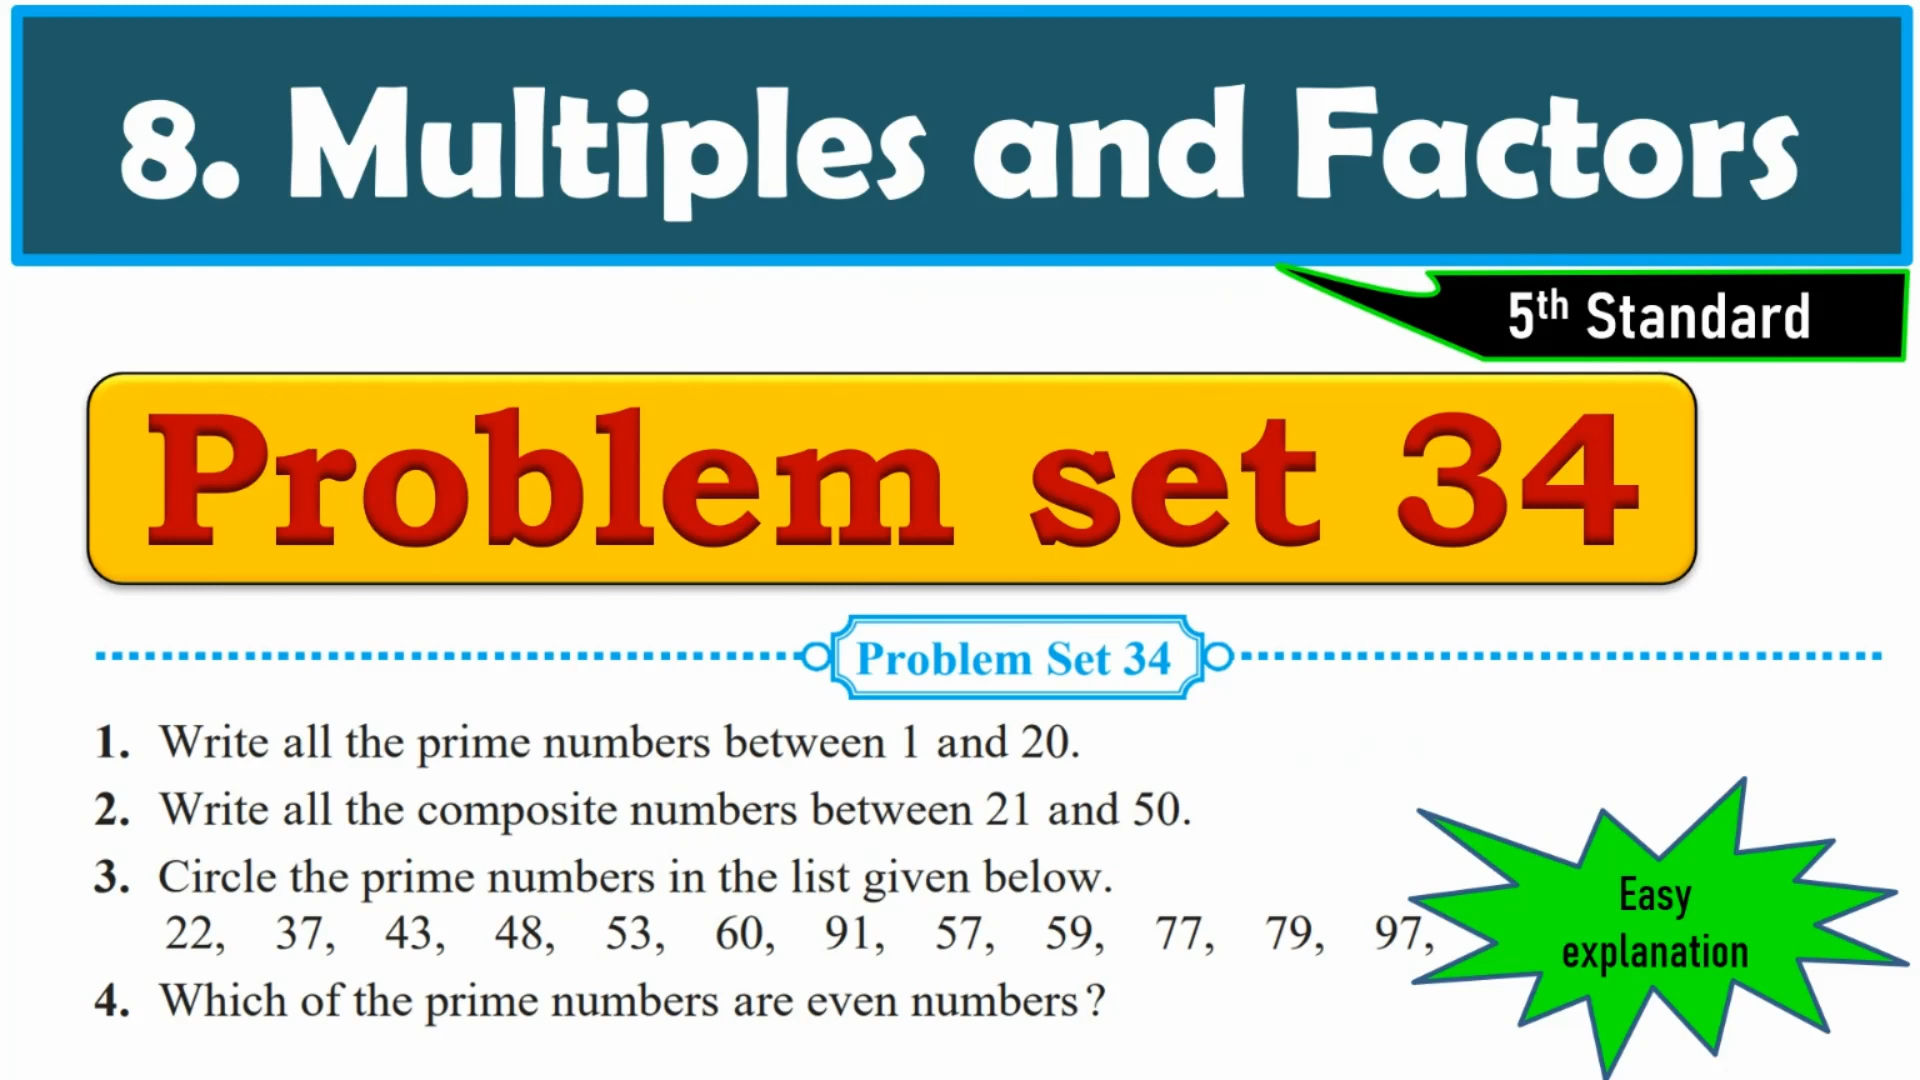 8. Multiples and Factors
5th Standard
Problem set 34
Problem Set 34
1. Write all the prime numbers between 1 and 20.
2. Write all the composite numbers between 21 and 50.
3. Circle the prime numbers in the list given below.
22, 37, 43, 48, 53, 60, 91, 57, 59, 77, 79, 97,
4. Which of the prime numbers are even numbers?
Easy
explanation